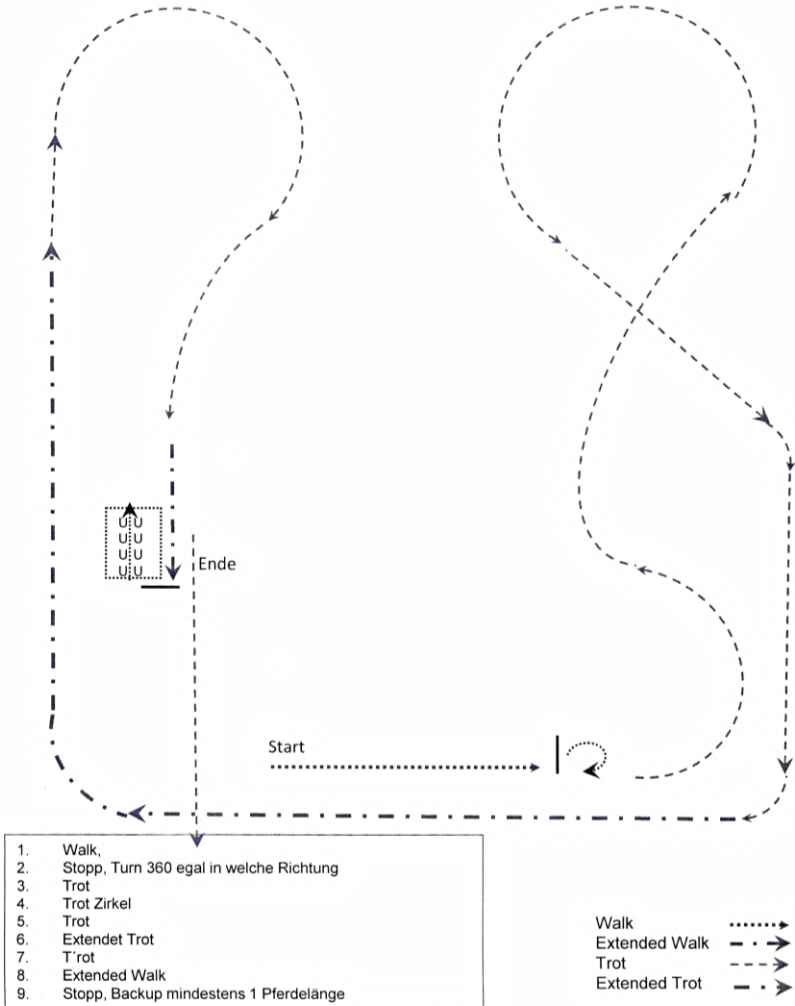 U U
U U
U U
U U
Ende
Start
1. Walk,
2. Stopp, Turn 360 egal in welche Richtung
3. Trot
4. Trot Zirkel
5. Trot
6. Extendet Trot
7. T´rot
8. Extended Walk
9. Stopp, Backup mindestens 1 Pferdelänge
Walk
Extended Walk
Trot
Extended Trot